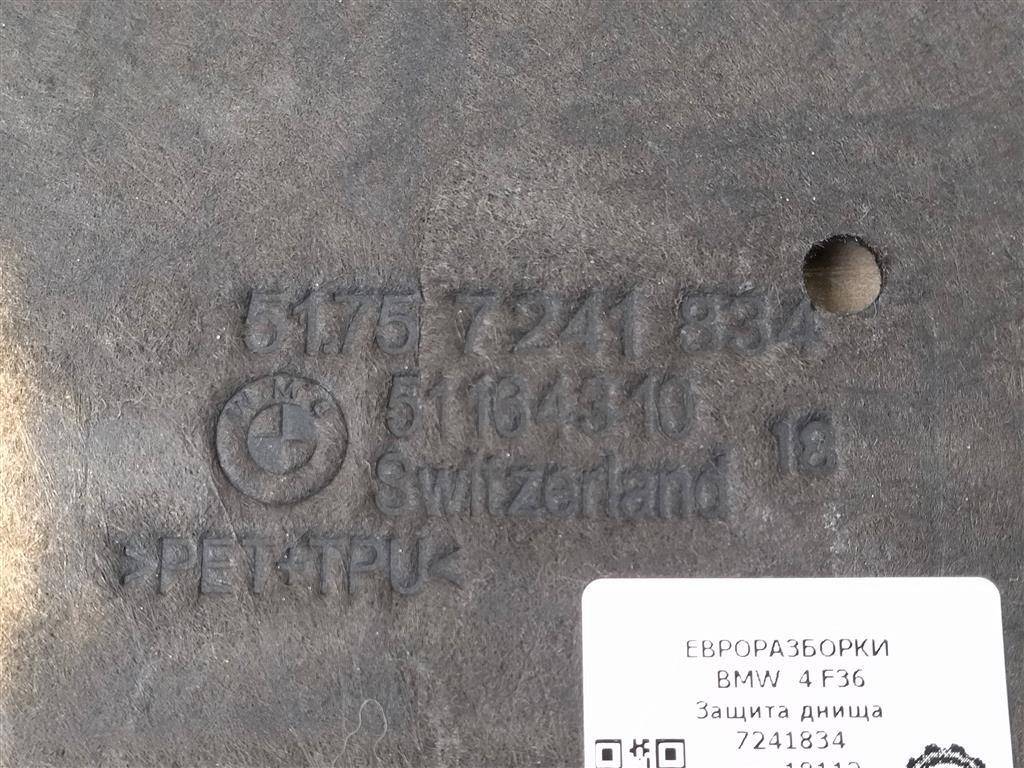 51.75 7 241 834
BMW
51164310
Switzerland
18
>PET+TPU<
ЕВРОРАЗБОРКИ
BMW 4 F36
Защита днища
7241834